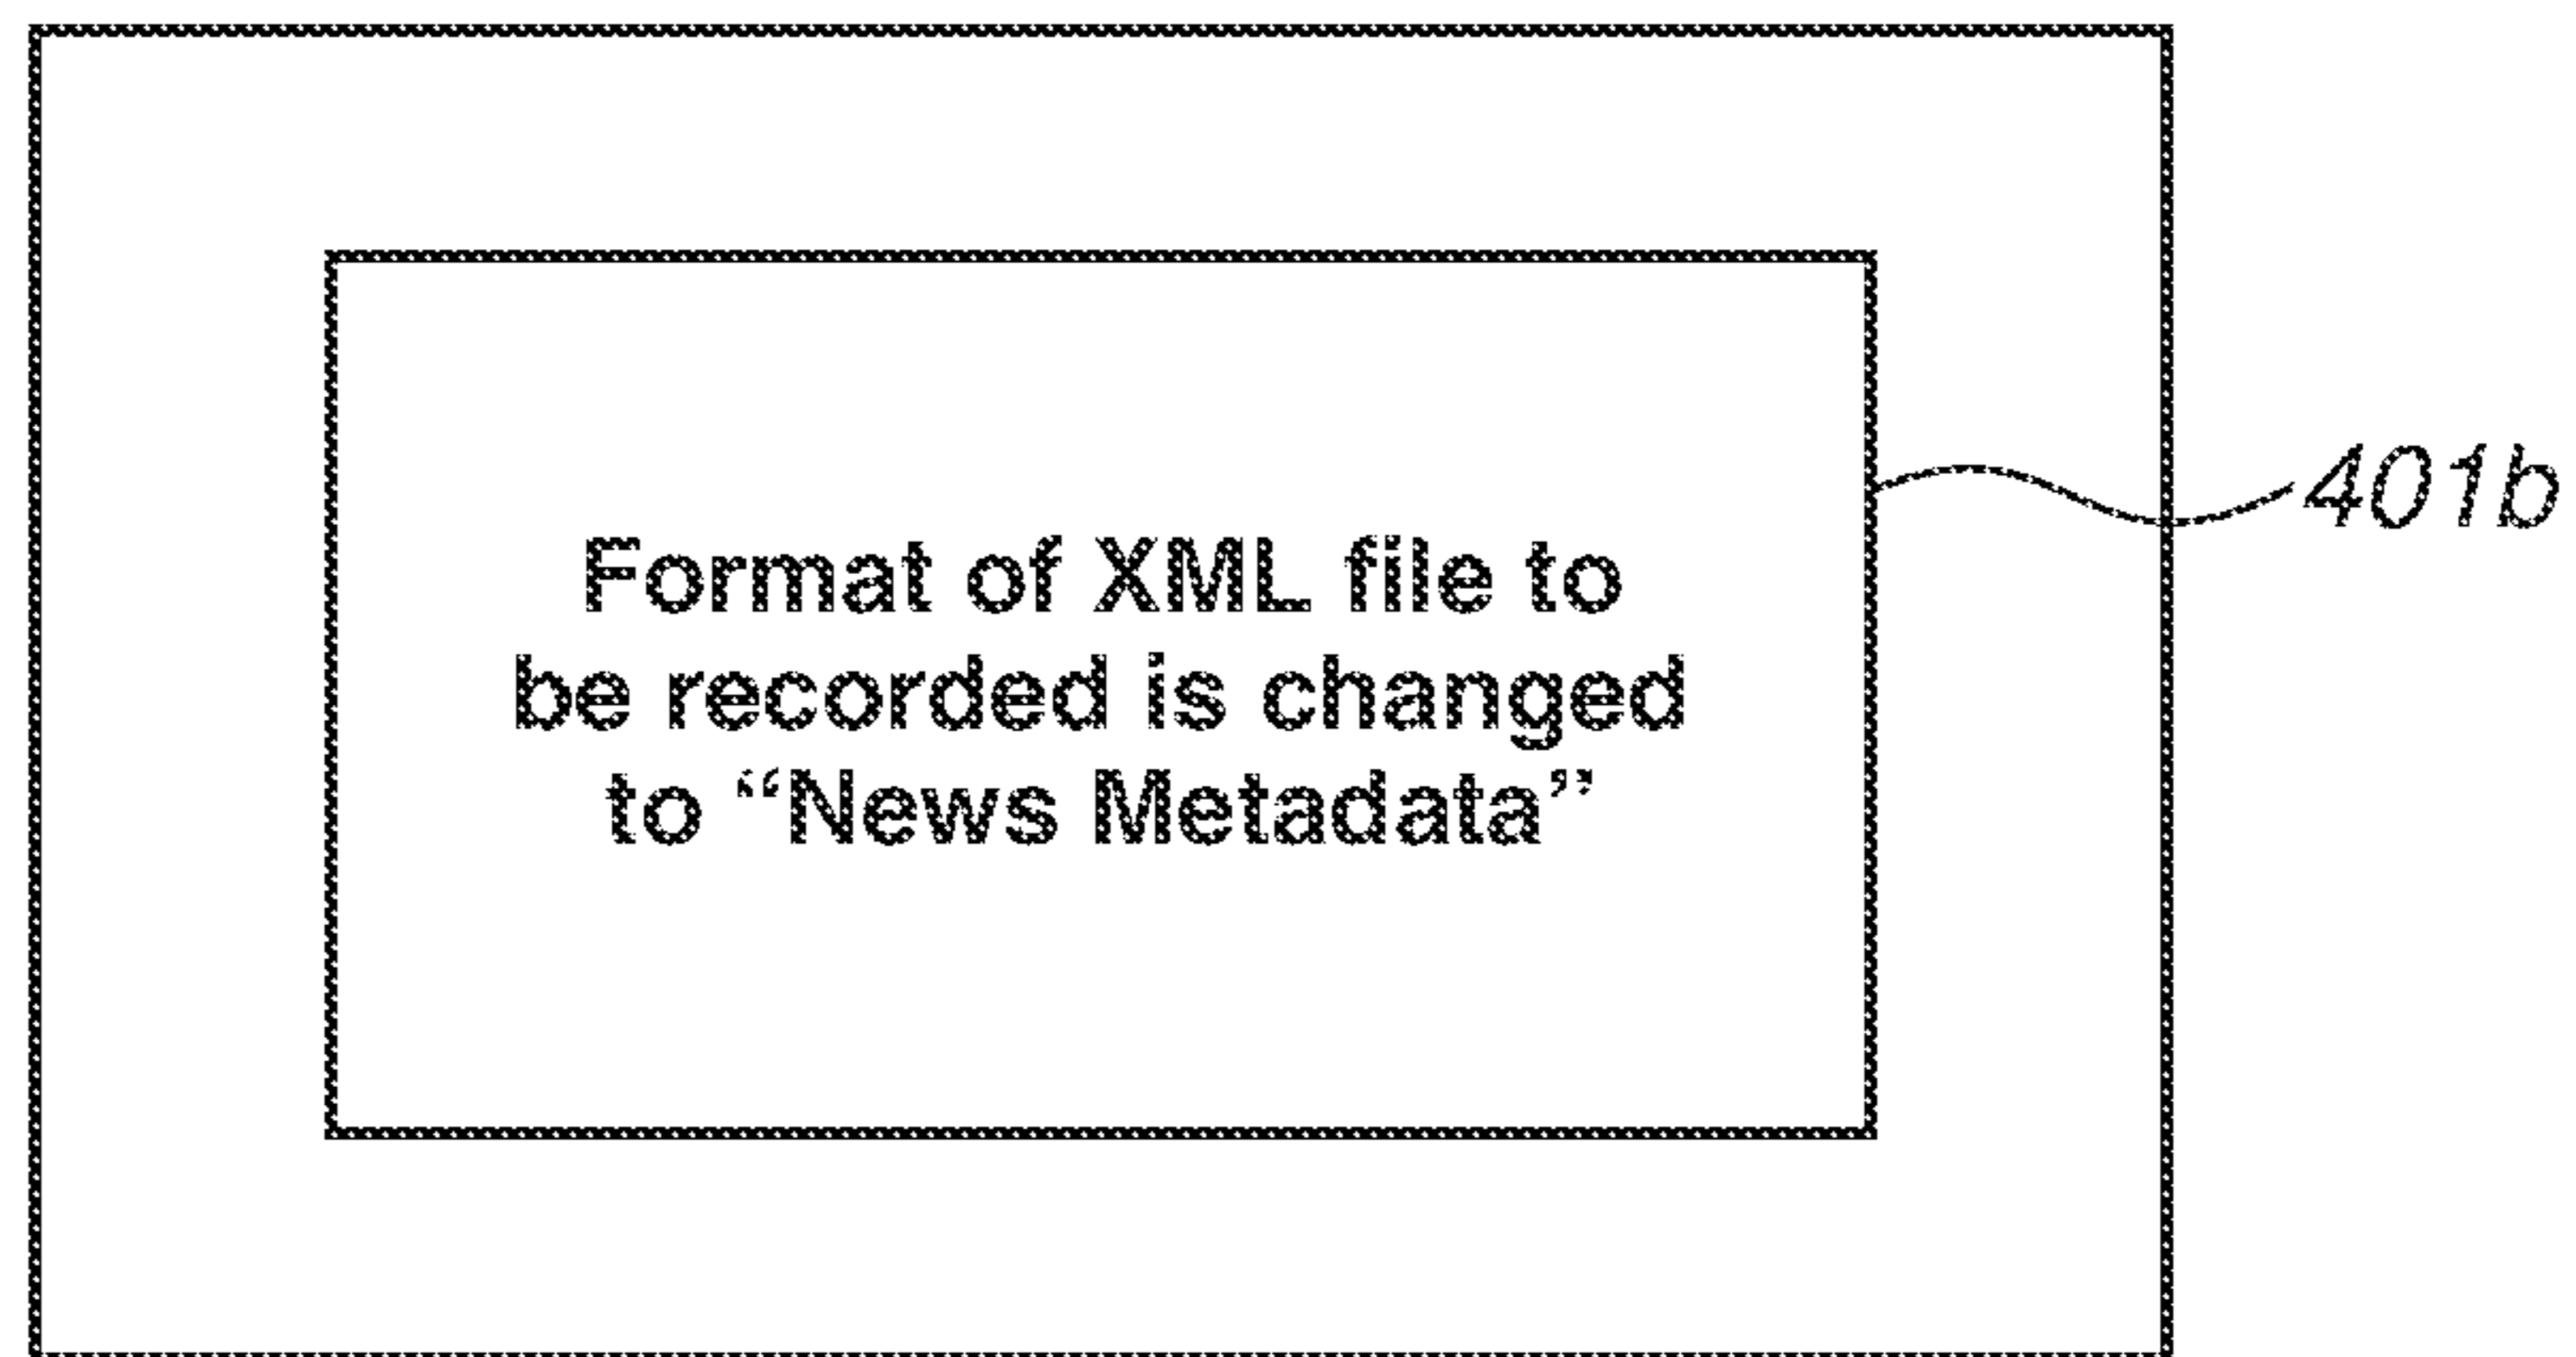 Format of XML file to
be recorded is changed
to “News Metadata”
401b